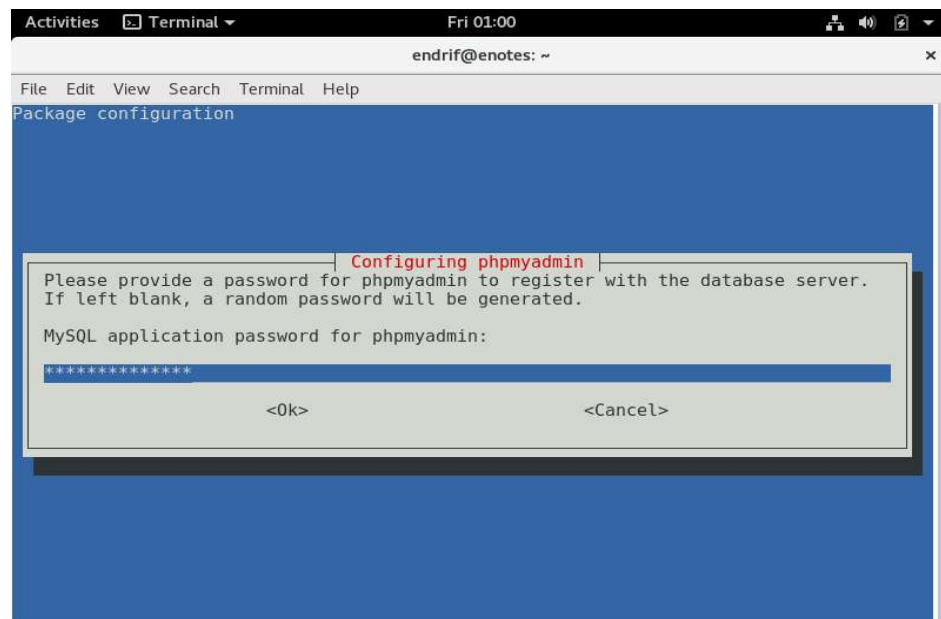 Activities Terminal Fri 01:00
endrif@enotes: ~ ×
File Edit View Search Terminal Help
Package configuration
Configuring phpmyadmin
Please provide a password for phpmyadmin to register with the database server.
If left blank, a random password will be generated.
MySQL application password for phpmyadmin:
**************
<Ok> <Cancel>